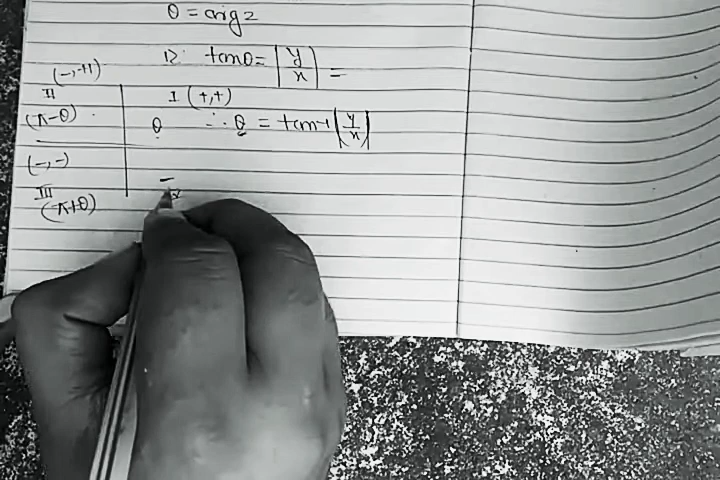 θ = arg z
tanθ = |y/x| =
(-,+)
II
I (+,+)
(π-θ)
θ ∴ θ = tan-1 |y/x|
(-,-)
III
(-π+θ)
-